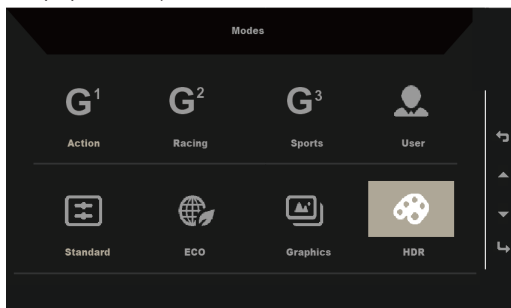 Modes
G¹ G² G³
Action Racing Sports User
Standard ECO Graphics HDR